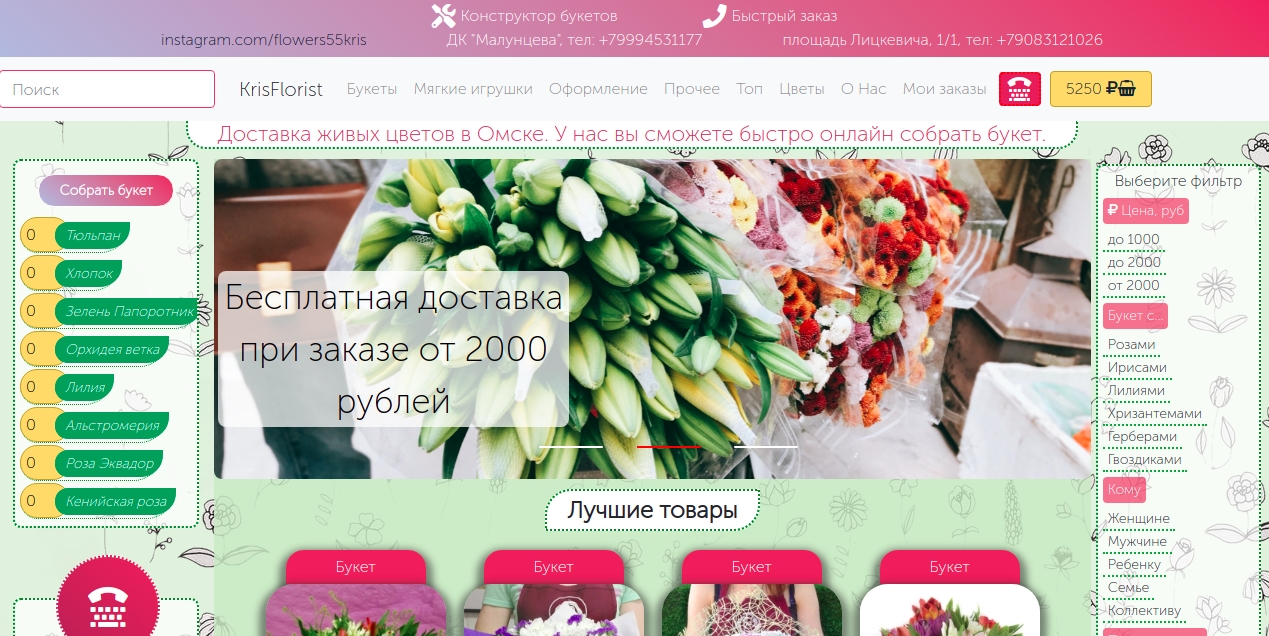 Конструктор букетов
Быстрый заказ
instagram.com/flowers55kris
ДК "Малунцева", тел: +79994531177
площадь Лицкевича, 1/1, тел: +79083121026
Поиск
KrisFlorist
Букеты
Мягкие игрушки
Оформление
Прочее
Топ
Цветы
О Нас
Мои заказы
5250 ₽
Доставка живых цветов в Омске. У нас вы сможете быстро онлайн собрать букет.
Собрать букет
0 Тюльпан
0 Хлопок
0 Зелень Папоротник
0 Орхидея ветка
0 Лилия
0 Альстромерия
0 Роза Эквадор
0 Кенийская роза
Бесплатная доставка
при заказе от 2000
рублей
Лучшие товары
Букет
Букет
Букет
Букет
Выберите фильтр
₽ Цена, руб
до 1000
до 2000
от 2000
Букет с...
Розами
Ирисами
Лилиями
Хризантемами
Герберами
Гвоздиками
Кому
Женщине
Мужчине
Ребенку
Семье
Коллективу